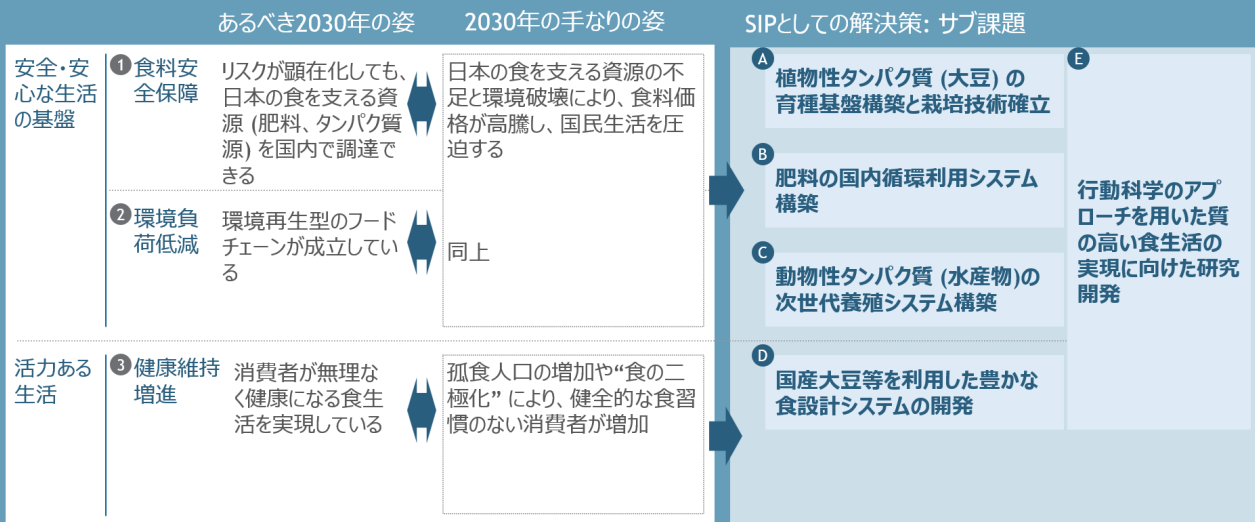 あるべき2030年の姿
2030年の手なりの姿
SIPとしての解決策: サブ課題
安全・安
心な生活
の基盤
1 食料安
全保障
リスクが顕在化しても、
日本の食を支える資
源 (肥料、タンパク質
源) を国内で調達で
きる
日本の食を支える資源の不
足と環境破壊により、食料価
格が高騰し、国民生活を圧
迫する
2 環境負
荷低減
環境再生型のフード
チェーンが成立してい
る
同上
活力ある
生活
3 健康維持
増進
消費者が無理な
く健康になる食生
活を実現している
孤食人口の増加や“食の二
極化” により、健全的な食習
慣のない消費者が増加
A
植物性タンパク質 (大豆) の
育種基盤構築と栽培技術確立
B
肥料の国内循環利用システム
構築
C
動物性タンパク質 (水産物)の
次世代養殖システム構築
D
国産大豆等を利用した豊かな
食設計システムの開発
E
行動科学のアプ
ローチを用いた質
の高い食生活の
実現に向けた研究
開発